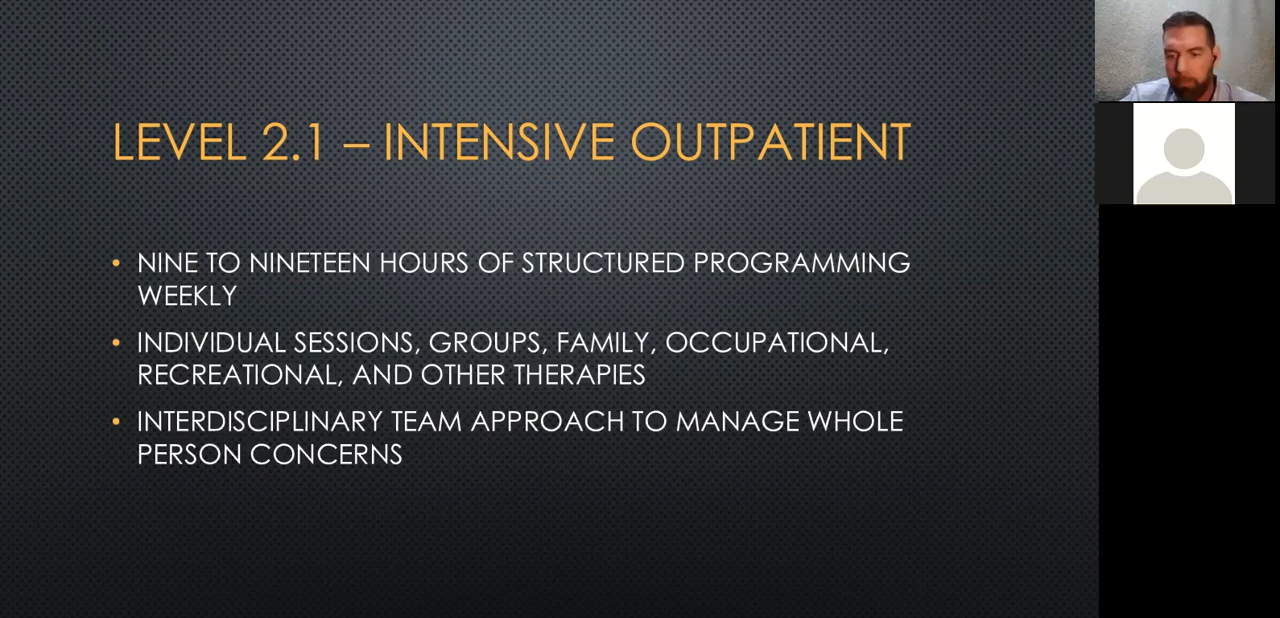 LEVEL 2.1 – INTENSIVE OUTPATIENT
• NINE TO NINETEEN HOURS OF STRUCTURED PROGRAMMING
WEEKLY
• INDIVIDUAL SESSIONS, GROUPS, FAMILY, OCCUPATIONAL,
RECREATIONAL, AND OTHER THERAPIES
• INTERDISCIPLINARY TEAM APPROACH TO MANAGE WHOLE
PERSON CONCERNS